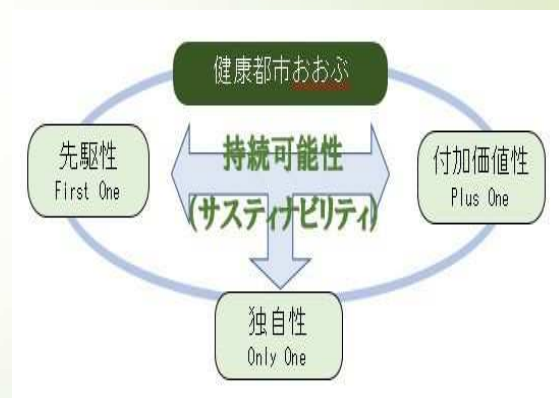 健康都市おおぶ
先駆性
First One
持続可能性
(サスティナビリティ)
付加価値性
Plus One
独自性
Only One